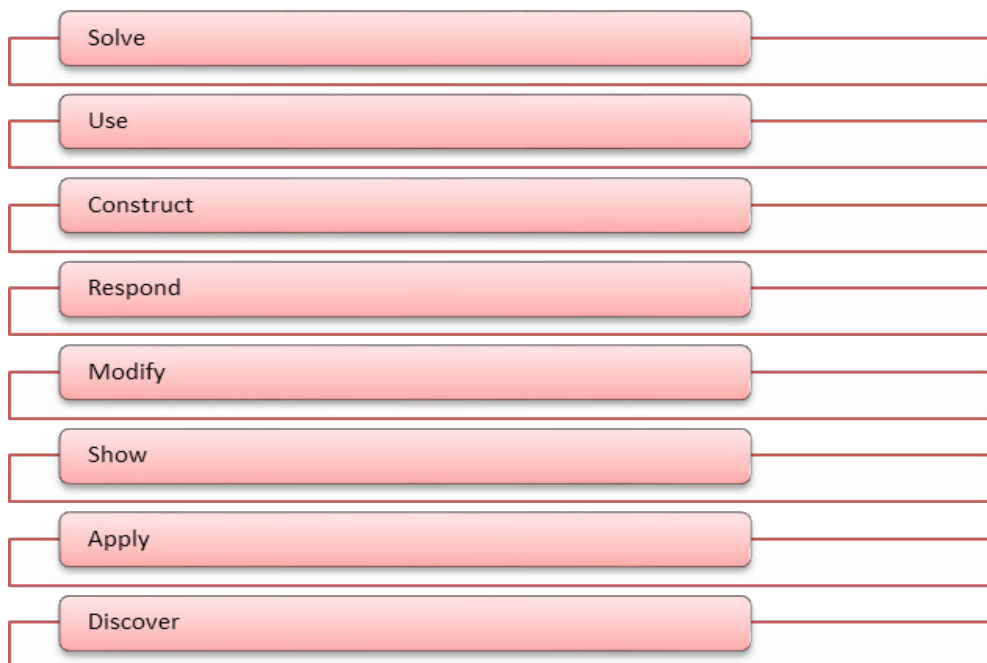 Solve
Use
Construct
Respond
Modify
Show
Apply
Discover